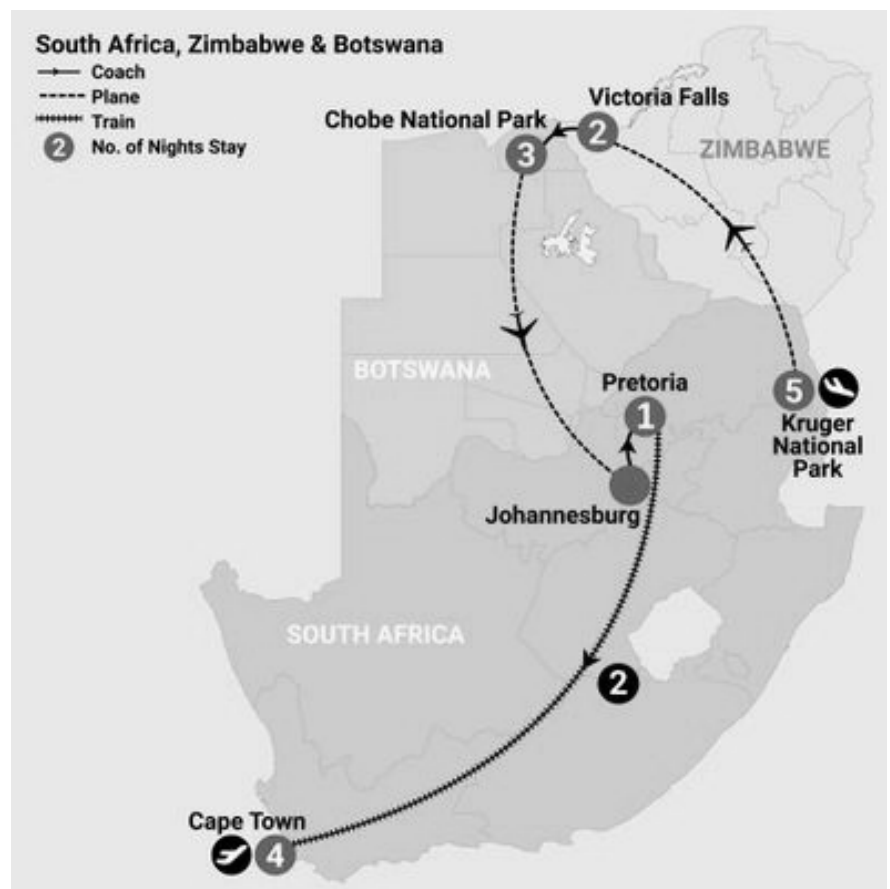 South Africa, Zimbabwe & Botswana
Coach
Plane
Train
2 No. of Nights Stay
Victoria Falls
2
Chobe National Park
3
ZIMBABWE
BOTSWANA
Pretoria
1
5
Kruger
National
Park
Johannesburg
SOUTH AFRICA
2
Cape Town
4